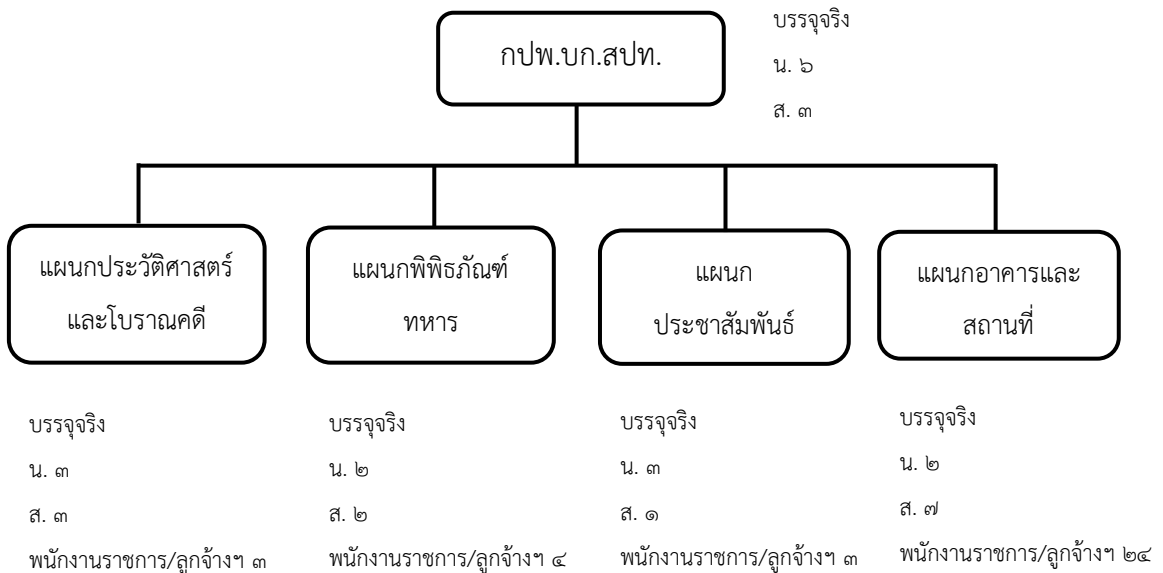 กปพ.บก.สปท.
บรรจุจริง
น. ๖
ส. ๓
แผนกประวัติศาสตร์
และโบราณคดี
แผนกพิพิธภัณฑ์
ทหาร
แผนก
ประชาสัมพันธ์
แผนกอาคารและ
สถานที่
บรรจุจริง
น. ๓
ส. ๓
พนักงานราชการ/ลูกจ้างฯ ๓
บรรจุจริง
น. ๒
ส. ๒
พนักงานราชการ/ลูกจ้างฯ ๔
บรรจุจริง
น. ๓
ส. ๑
พนักงานราชการ/ลูกจ้างฯ ๓
บรรจุจริง
น. ๒
ส. ๗
พนักงานราชการ/ลูกจ้างฯ ๒๔